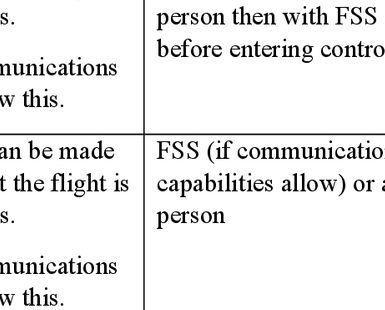 s.
munications
w this.
person then with FSS
before entering contro
an be made
t the flight is
s.
munications
w this.
FSS (if communicatio
capabilities allow) or a
person